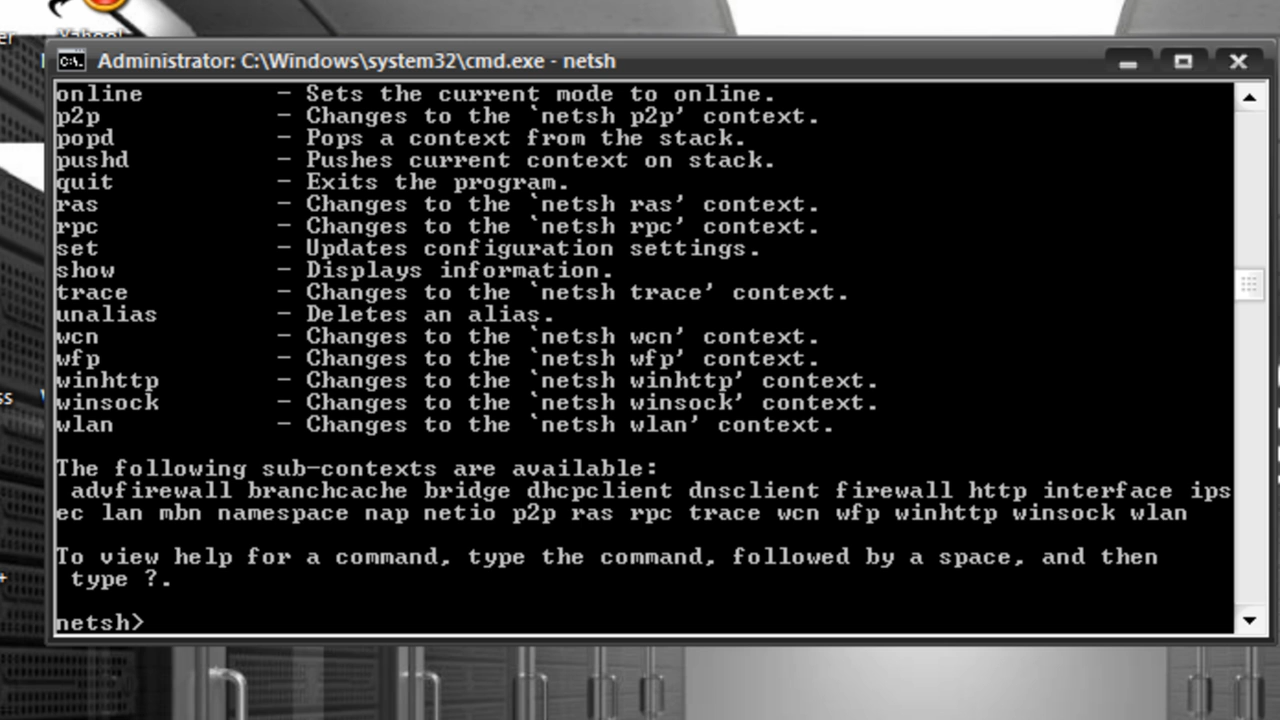 Yahoo!
Administrator: C:\Windows\system32\cmd.exe - netsh
online - Sets the current mode to online.
p2p - Changes to the `netsh p2p' context.
popd - Pops a context from the stack.
pushd - Pushes current context on stack.
quit - Exits the program.
ras - Changes to the `netsh ras' context.
rpc - Changes to the `netsh rpc' context.
set - Updates configuration settings.
show - Displays information.
trace - Changes to the `netsh trace' context.
unalias - Deletes an alias.
wcn - Changes to the `netsh wcn' context.
wfp - Changes to the `netsh wfp' context.
winhttp - Changes to the `netsh winhttp' context.
winsock - Changes to the `netsh winsock' context.
wlan - Changes to the `netsh wlan' context.
The following sub-contexts are available:
advfirewall branchcache bridge dhcpclient dnsclient firewall http interface ips
ec lan mbn namespace nap netio p2p ras rpc trace wcn wfp winhttp winsock wlan
To view help for a command, type the command, followed by a space, and then
type ?.
netsh>